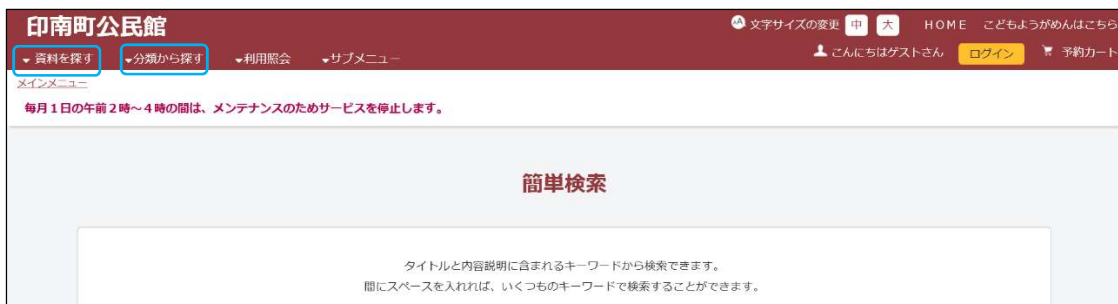 印南町公民館
文字サイズの変更 中 大 HOME こどもようがめんはこちら
資料を探す 分類から探す 利用照会 サブメニュー こんにちはゲストさん ログイン 予約カート
メインメニュー
毎月1日の午前2時～4時の間は、メンテナンスのためサービスを停止します。
簡単検索
タイトルと内容説明に含まれるキーワードから検索できます。
間にスペースを入れれば、いくつものキーワードで検索することができます。